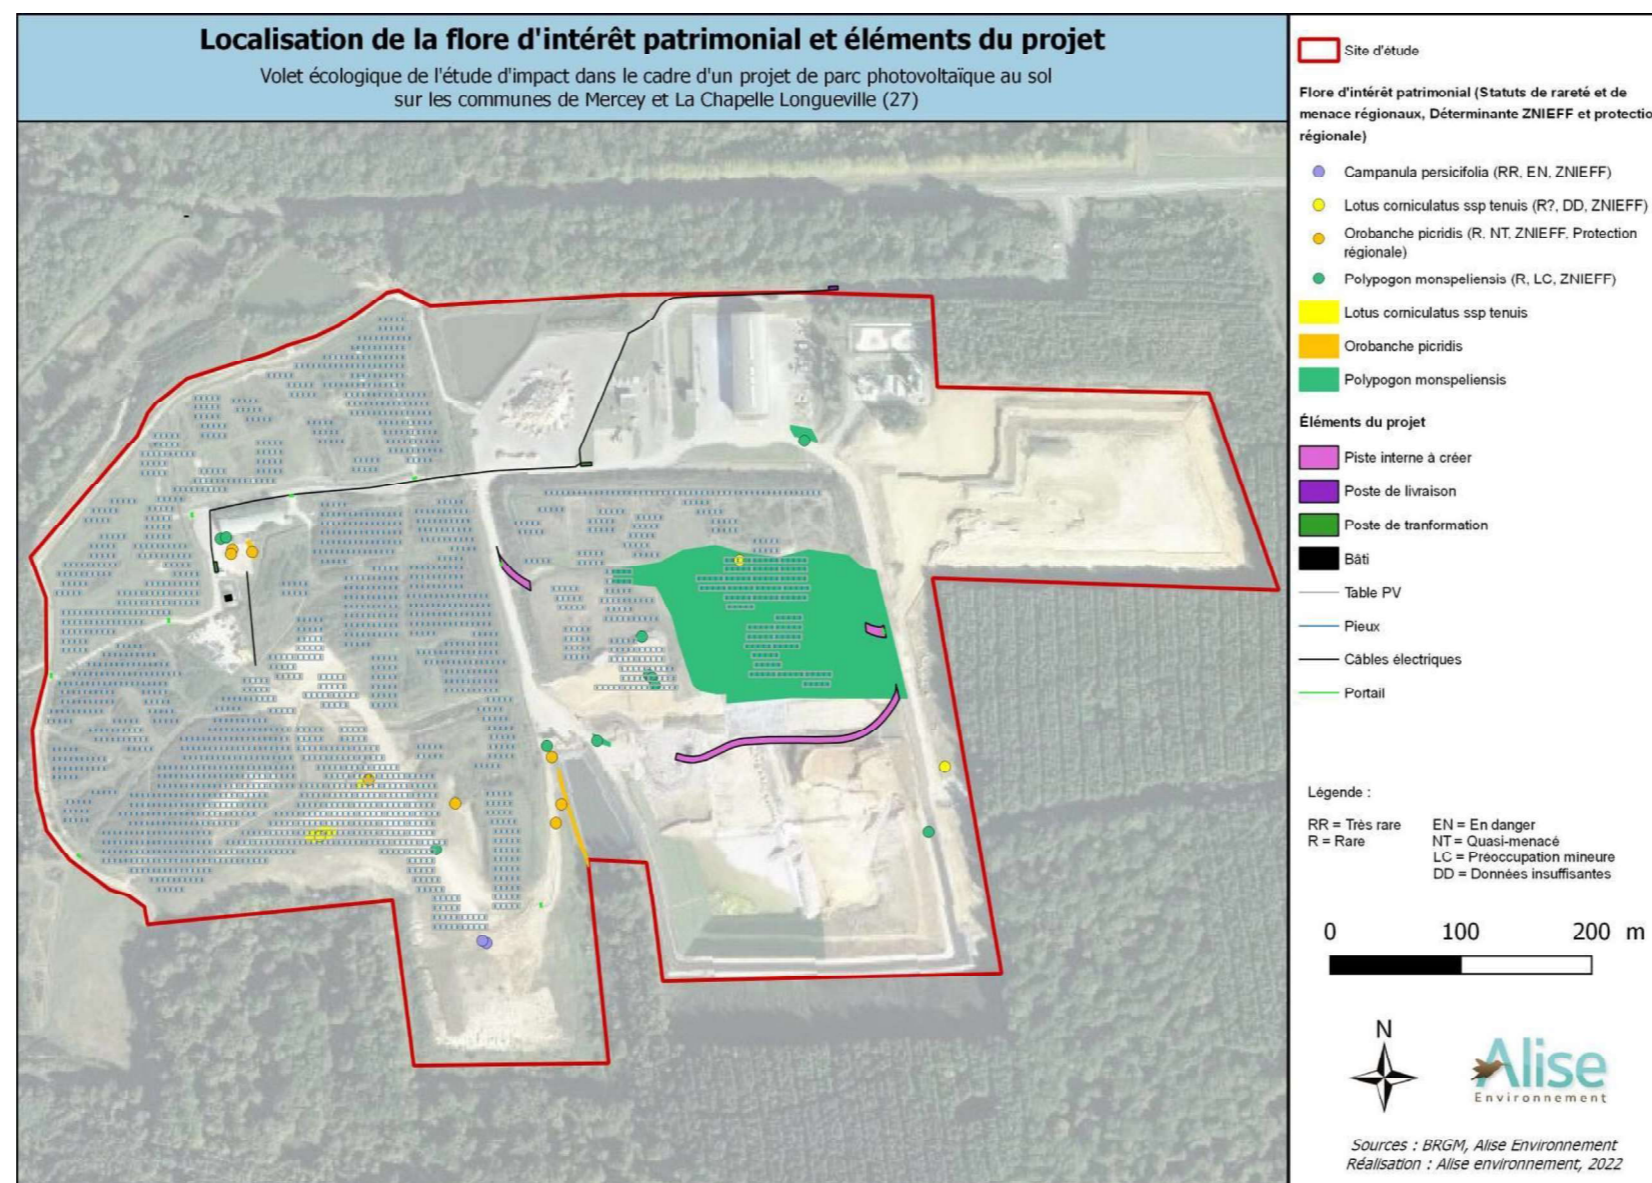 Localisation de la flore d'intérêt patrimonial et éléments du projet
Volet écologique de l'étude d'impact dans le cadre d'un projet de parc photovoltaïque au sol
sur les communes de Mercey et La Chapelle Longueville (27)
Site d'étude
Flore d'intérêt patrimonial (Statuts de rareté et de
menace régionaux, Déterminante ZNIEFF et protectio
régionale)
Campanula persicifolia (RR, EN, ZNIEFF)
Lotus corniculatus ssp tenuis (R?, DD, ZNIEFF)
Orobanche picridis (R, NT, ZNIEFF, Protection
régionale)
Polypogon monspeliensis (R, LC, ZNIEFF)
Lotus corniculatus ssp tenuis
Orobanche picridis
Polypogon monspeliensis
Éléments du projet
Piste interne à créer
Poste de livraison
Poste de tranformation
Bâti
Table PV
Pieux
Câbles électriques
Portail
Légende :
RR = Très rare
R = Rare
EN = En danger
NT = Quasi-menacé
LC = Préoccupation mineure
DD = Données insuffisantes
0 100 200 m
N
Alise
Environnement
Sources : BRGM, Alise Environnement
Réalisation : Alise environnement, 2022